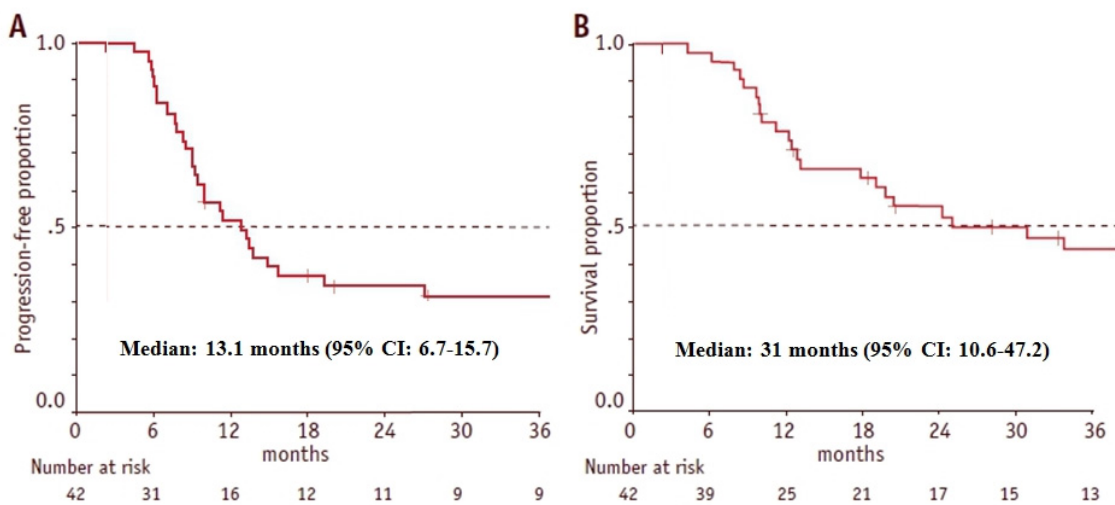 A
1.0
.5
0.0
Progression-free proportion
Median: 13.1 months (95% CI: 6.7-15.7)
0 6 12 18 24 30 36
months
Number at risk
42 31 16 12 11 9 9
B
1.0
.5
0.0
Survival proportion
Median: 31 months (95% CI: 10.6-47.2)
0 6 12 18 24 30 36
months
Number at risk
42 39 25 21 17 15 13